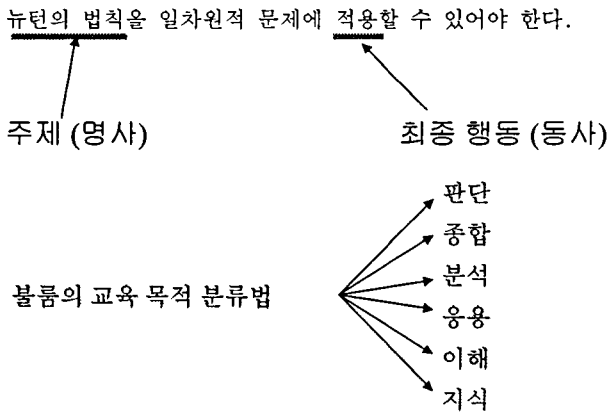 뉴턴의 법칙을 일차원적 문제에 적용할 수 있어야 한다.
주제 (명사)
최종 행동 (동사)
판단
종합
분석
불룸의 교육 목적 분류법
응용
이해
지식